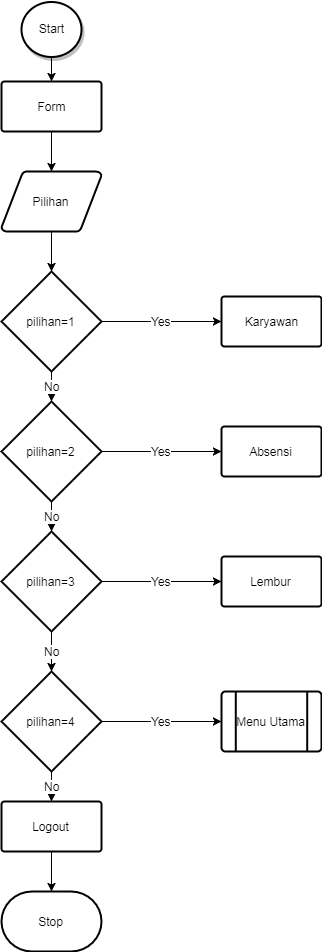 Start
Form
Pilihan
pilihan=1
Yes
Karyawan
No
pilihan=2
Yes
Absensi
No
pilihan=3
Yes
Lembur
No
pilihan=4
Yes
Menu Utama
No
Logout
Stop